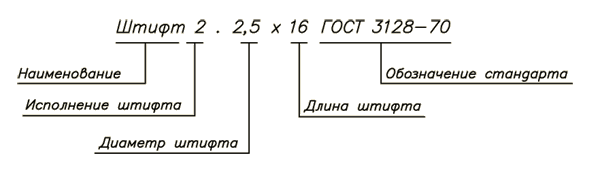 Штифт 2 . 2,5 х 16 ГОСТ 3128-70
Наименование
Обозначение стандарта
Исполнение штифта
Длина штифта
Диаметр штифта